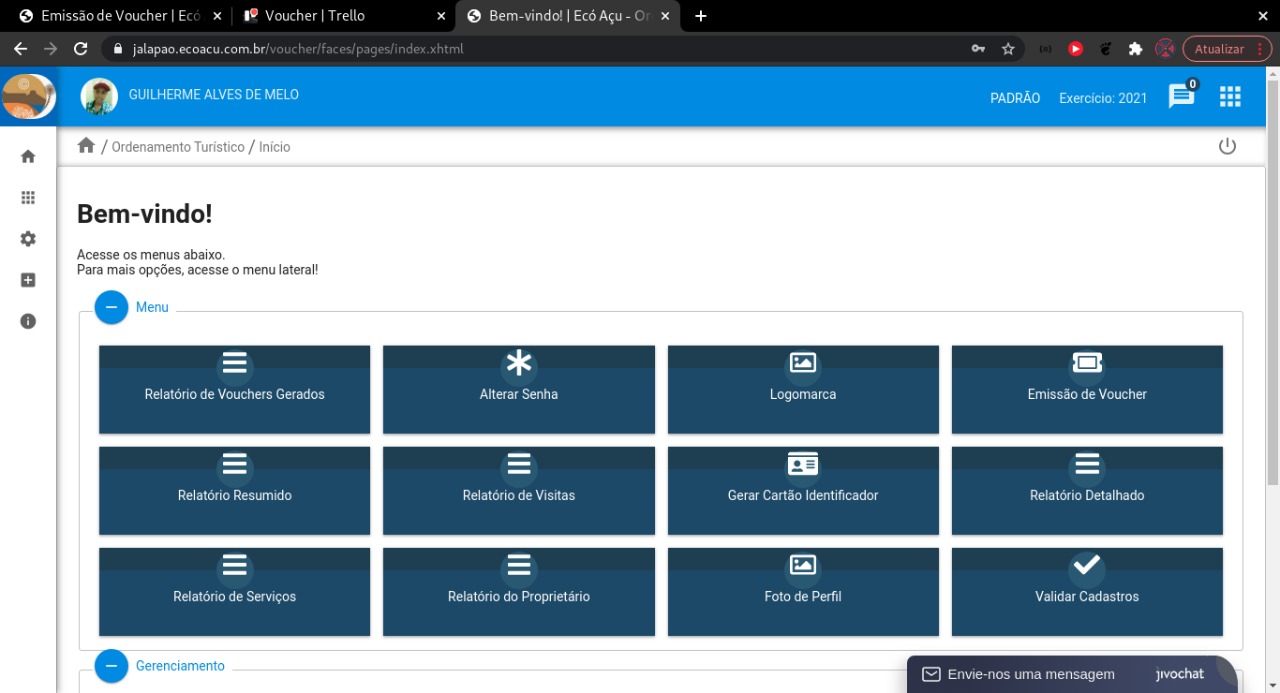 Emissão de Voucher | Ecó
Voucher | Trello
Bem-vindo! | Ecó Açu - Or
jalapao.ecoacu.com.br/voucher/faces/pages/index.xhtml
Atualizar
GUILHERME ALVES DE MELO
PADRÃO
Exercício: 2021
0
/ Ordenamento Turístico / Início
Bem-vindo!
Acesse os menus abaixo.
Para mais opções, acesse o menu lateral!
Menu
Relatório de Vouchers Gerados
Alterar Senha
Logomarca
Emissão de Voucher
Relatório Resumido
Relatório de Visitas
Gerar Cartão Identificador
Relatório Detalhado
Relatório de Serviços
Relatório do Proprietário
Foto de Perfil
Validar Cadastros
Gerenciamento
Envie-nos uma mensagem
jivochat